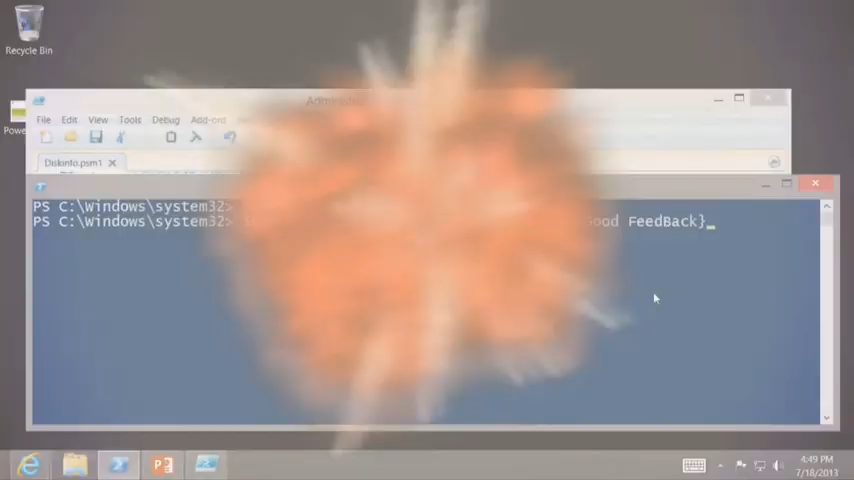 Recycle Bin
File Edit View Tools Debug Add-ons
DiskInfo.psm1
PS C:\Windows\system32>
PS C:\Windows\system32> Good FeedBack}
4:49 PM
7/18/2013